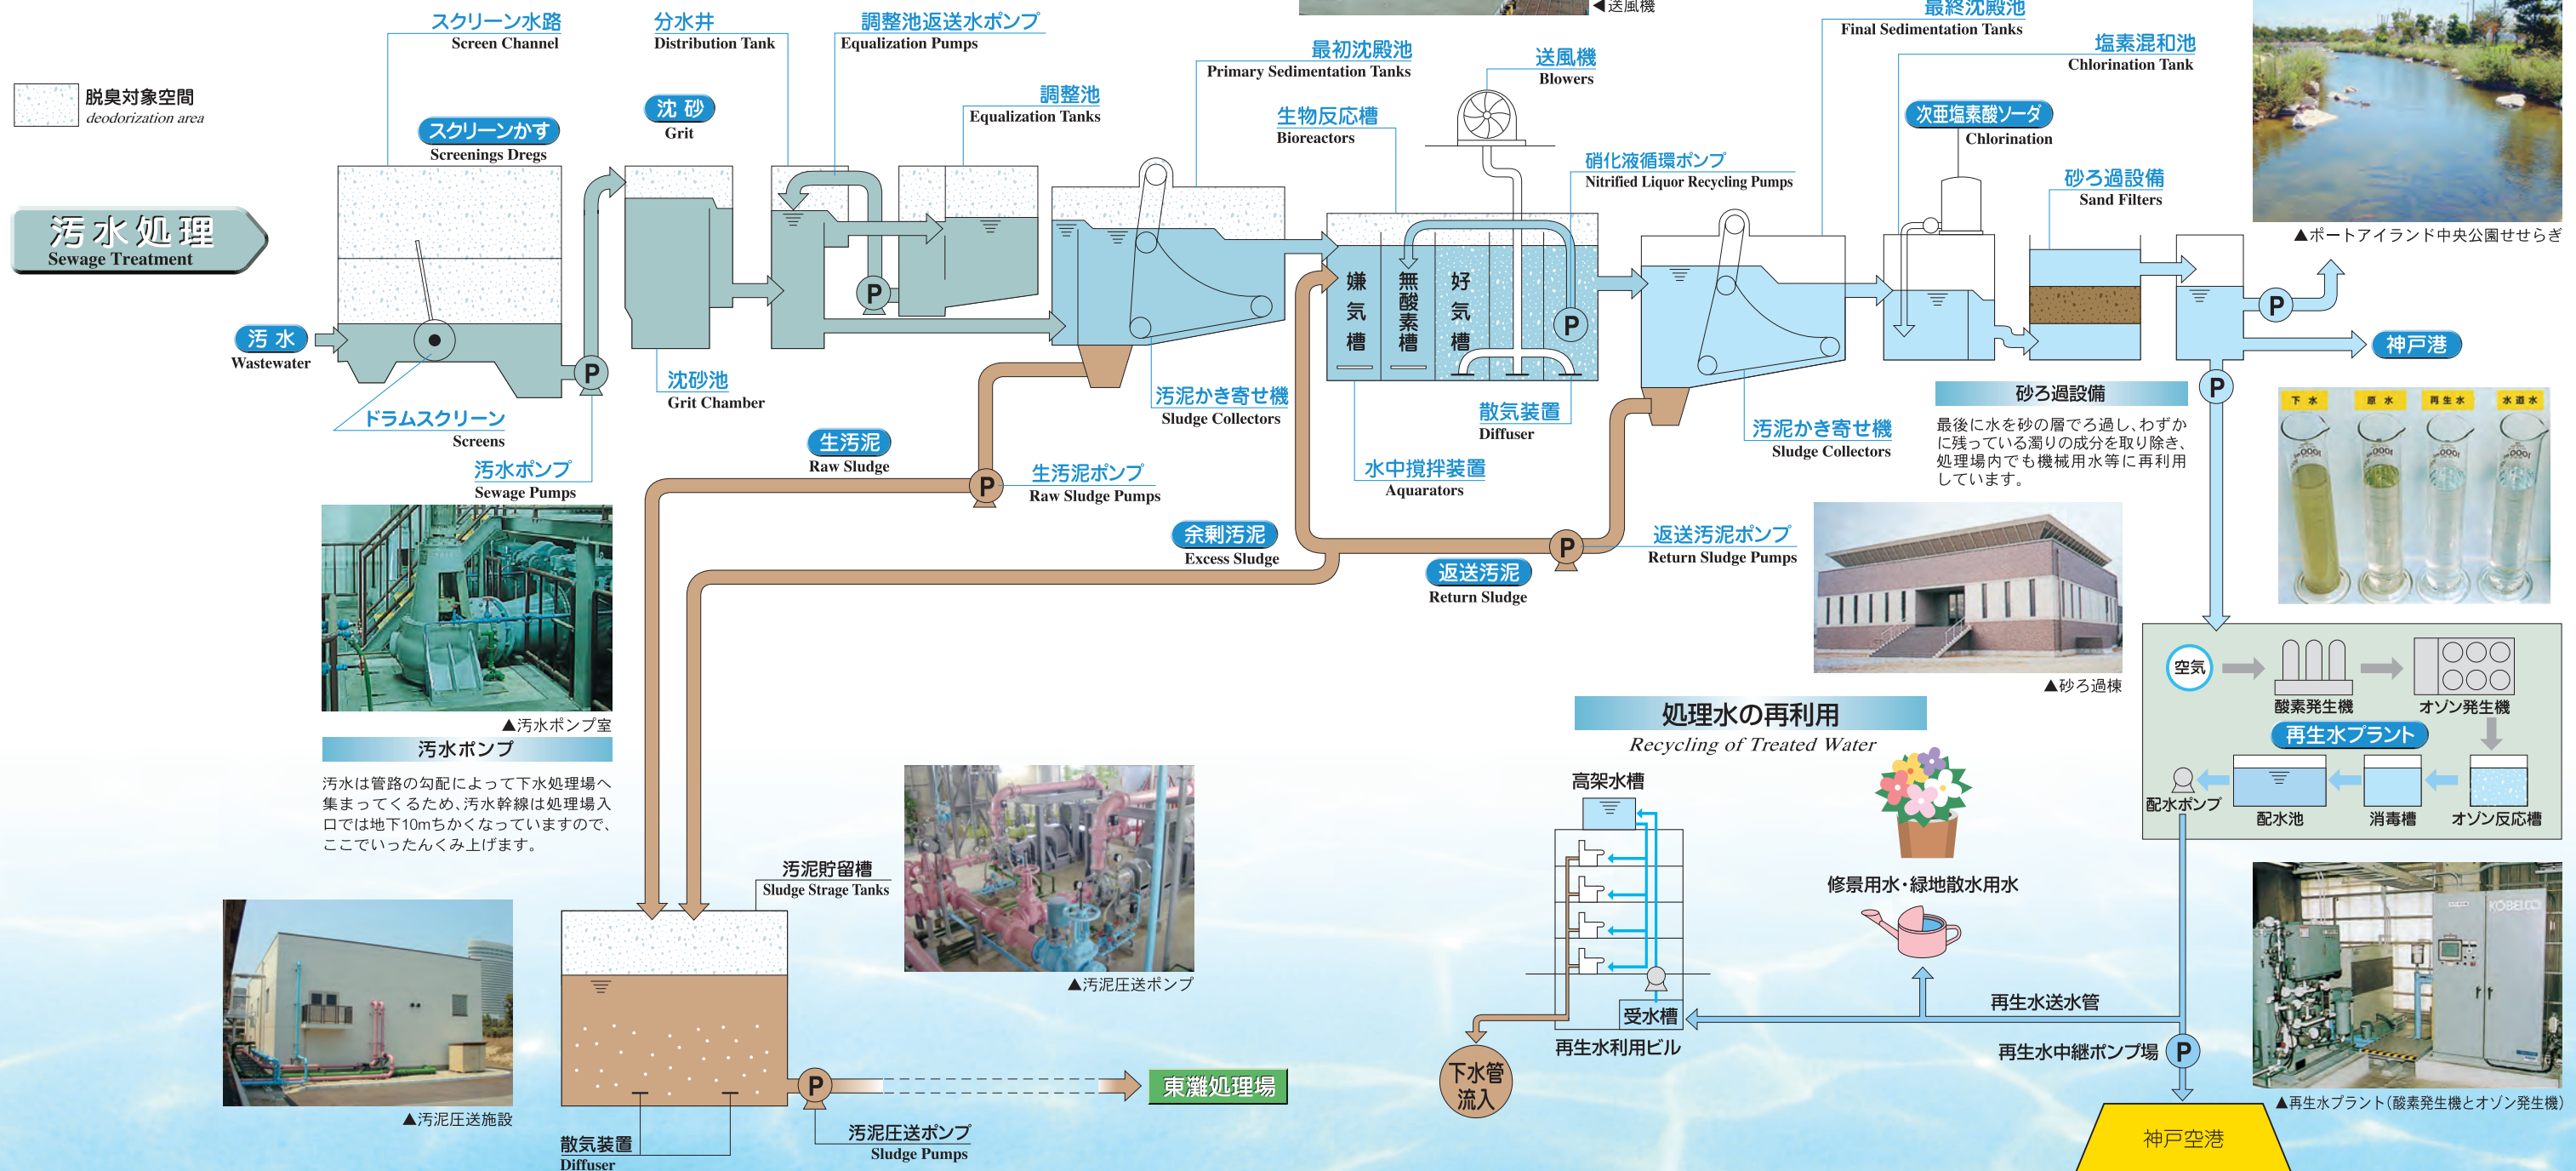 スクリーン水路
Screen Channel
分水井
Distribution Tank
調整池返送水ポンプ
Equalization Pumps
◀送風機
最終沈殿池
Final Sedimentation Tanks
最初沈殿池
Primary Sedimentation Tanks
送風機
Blowers
塩素混和池
Chlorination Tank
脱臭対象空間
deodorization area
沈砂
Grit
調整池
Equalization Tanks
生物反応槽
Bioreactors
次亜塩素酸ソーダ
Chlorination
スクリーンかす
Screenings Dregs
硝化液循環ポンプ
Nitrified Liquor Recycling Pumps
砂ろ過設備
Sand Filters
汚水処理
Sewage Treatment
▲ポートアイランド中央公園せせらぎ
嫌気槽
無酸素槽
好気槽
P
P
P
P
P
汚水
Wastewater
神戸港
沈砂池
Grit Chamber
ドラムスクリーン
Screens
汚水ポンプ
Sewage Pumps
汚泥かき寄せ機
Sludge Collectors
散気装置
Diffuser
水中撹拌装置
Aquarators
汚泥かき寄せ機
Sludge Collectors
砂ろ過設備
最後に水を砂の層でろ過し、わずか
に残っている濁りの成分を取り除き、
処理場内でも機械用水等に再利用
しています。
下水
原水
再生水
水道水
1000
1000
1000
生汚泥
Raw Sludge
P
生汚泥ポンプ
Raw Sludge Pumps
余剰汚泥
Excess Sludge
P
返送汚泥ポンプ
Return Sludge Pumps
返送汚泥
Return Sludge
▲砂ろ過棟
▲汚水ポンプ室
汚水ポンプ
汚水は管路の勾配によって下水処理場へ
集まってくるため、汚水幹線は処理場入
口では地下10mちかくなっていますので、
ここでいったんくみ上げます。
空気
酸素発生機
オゾン発生機
再生水プラント
配水ポンプ
配水池
消毒槽
オゾン反応槽
処理水の再利用
Recycling of Treated Water
高架水槽
修景用水・緑地散水用水
受水槽
再生水利用ビル
下水管
流入
再生水送水管
再生水中継ポンプ場
P
KOBELCO
▲再生水プラント(酸素発生機とオゾン発生機)
神戸空港
汚泥貯留槽
Sludge Strage Tanks
▲汚泥圧送ポンプ
▲汚泥圧送施設
P
東灘処理場
散気装置
Diffuser
汚泥圧送ポンプ
Sludge Pumps